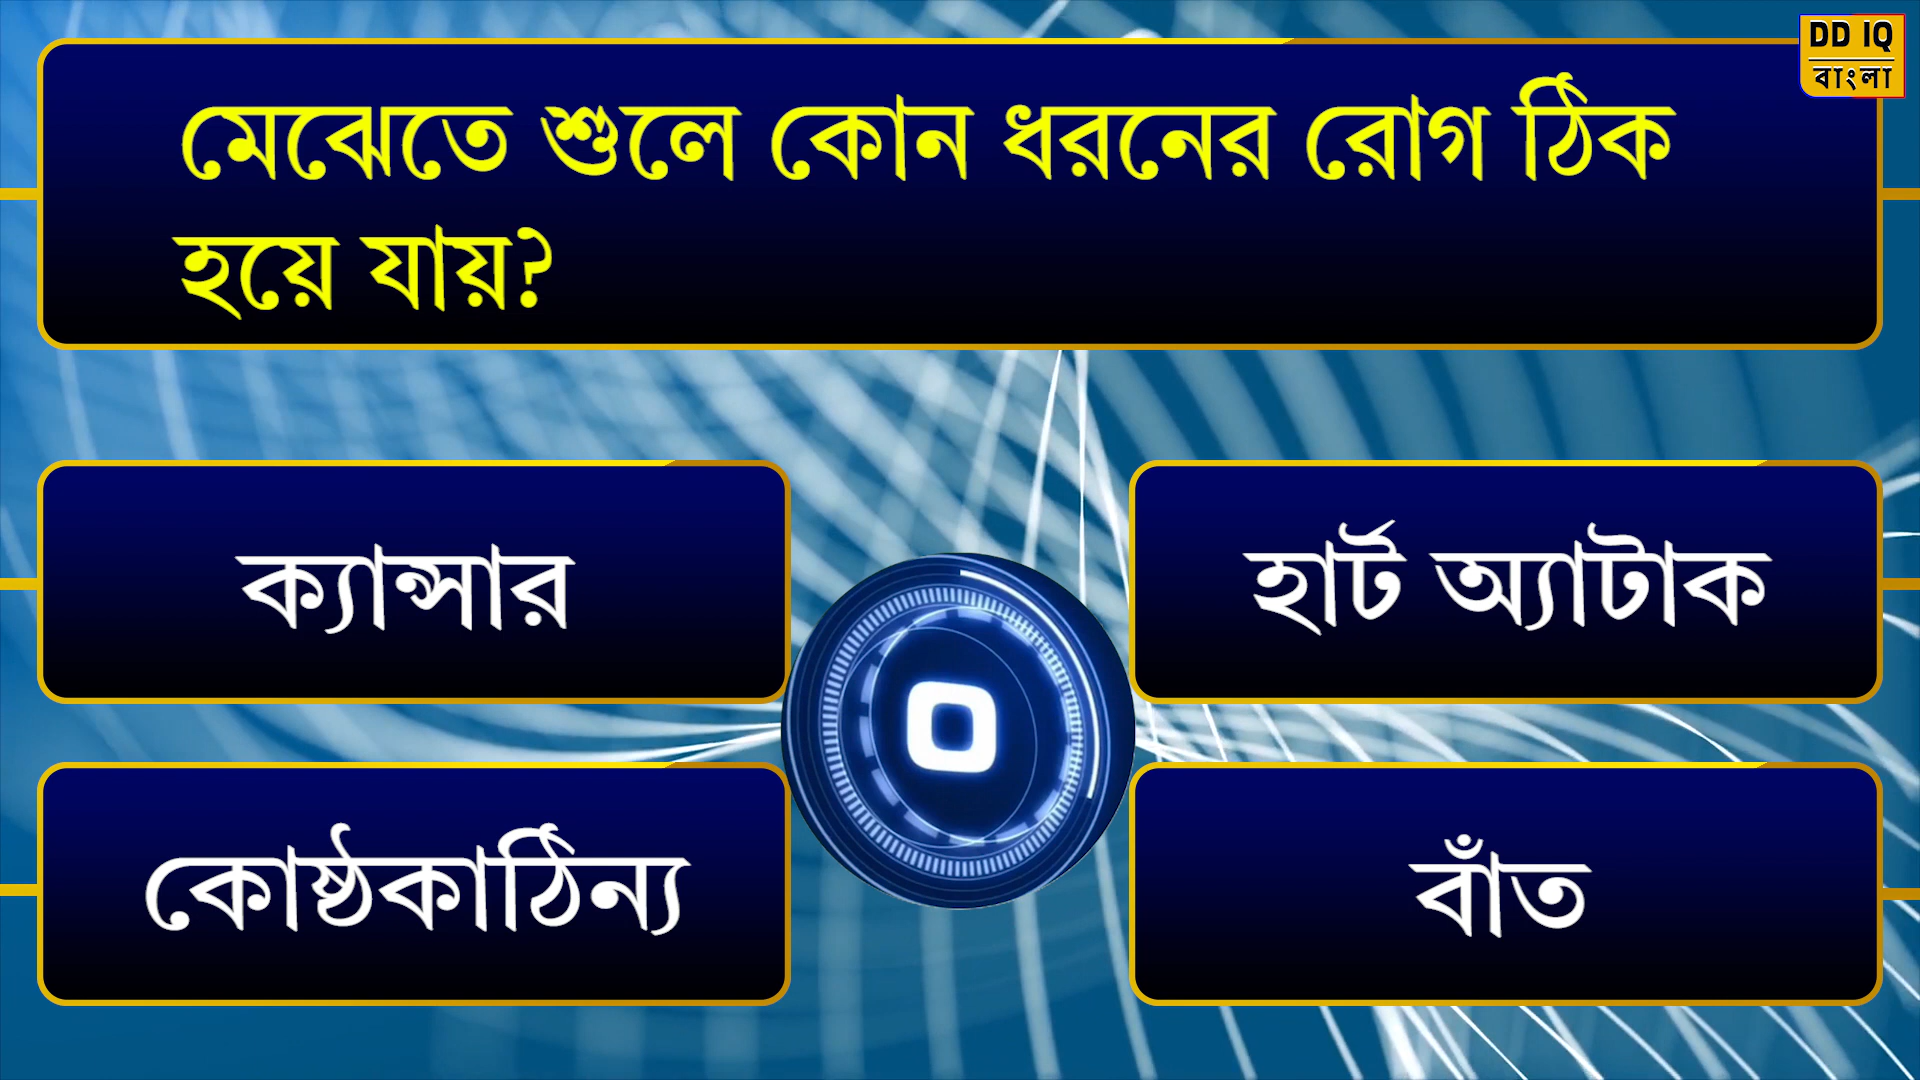 DD IQ
বাংলা
মেঝেতে শুলে কোন ধরনের রোগ ঠিক
হয়ে যায়?
ক্যান্সার
হার্ট অ্যাটাক
0
কোষ্ঠকাঠিন্য
বাঁত